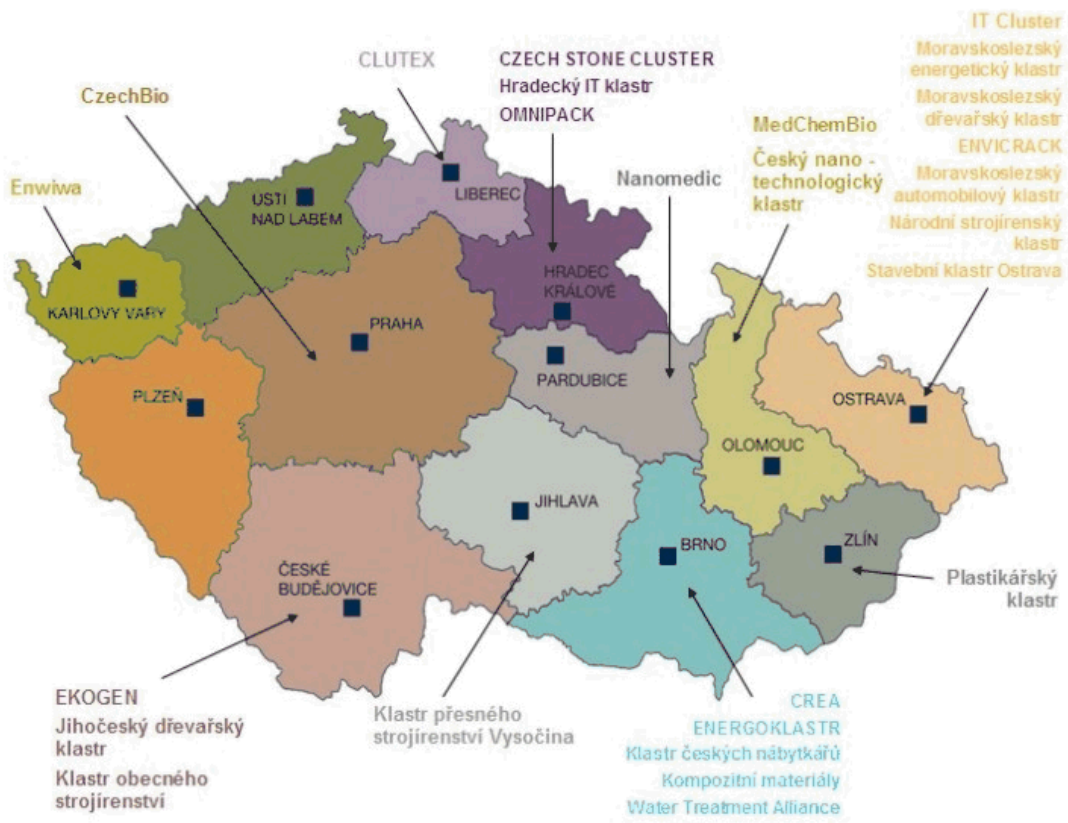 IT Cluster
Moravskoslezský
energetický klastr
Moravskoslezský
dřevařský klastr
ENVICRACK
Moravskoslezský
automobilový klastr
Národní strojírenský
klastr
Stavební klastr Ostrava
CZECH STONE CLUSTER
Hradecký IT klastr
OMNIPACK
CLUTEX
CzechBio
MedChemBio
Český nano -
technologický
klastr
Nanomedic
Enwiwa
ÚSTÍ
NAD LABEM
LIBEREC
KARLOVY VARY
HRADEC
KRÁLOVÉ
PRAHA
PARDUBICE
PLZEŇ
OSTRAVA
OLOMOUC
JIHLAVA
BRNO
ZLÍN
ČESKÉ
BUDĚJOVICE
Plastikářský
klastr
EKOGEN
Jihočeský dřevařský
klastr
Klastr obecného
strojírenství
Klastr přesného
strojírenství Vysočina
CREA
ENERGOKLASTR
Klastr českých nábytkářů
Kompozitní materiály
Water Treatment Alliance